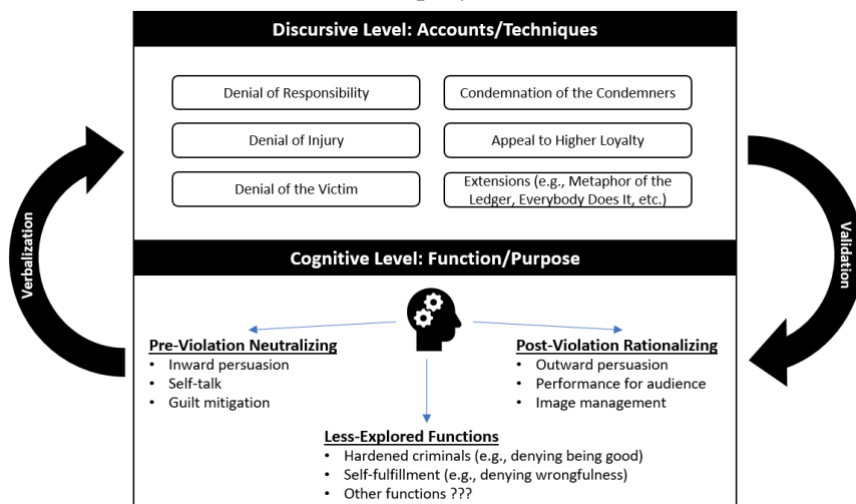 Discursive Level: Accounts/Techniques
Denial of Responsibility
Condemnation of the Condemners
Denial of Injury
Appeal to Higher Loyalty
Denial of the Victim
Extensions (e.g., Metaphor of the
Ledger, Everybody Does It, etc.)
Verbalization
Validation
Cognitive Level: Function/Purpose
Pre-Violation Neutralizing
• Inward persuasion
• Self-talk
• Guilt mitigation
Post-Violation Rationalizing
• Outward persuasion
• Performance for audience
• Image management
Less-Explored Functions
• Hardened criminals (e.g., denying being good)
• Self-fulfillment (e.g., denying wrongfulness)
• Other functions ???